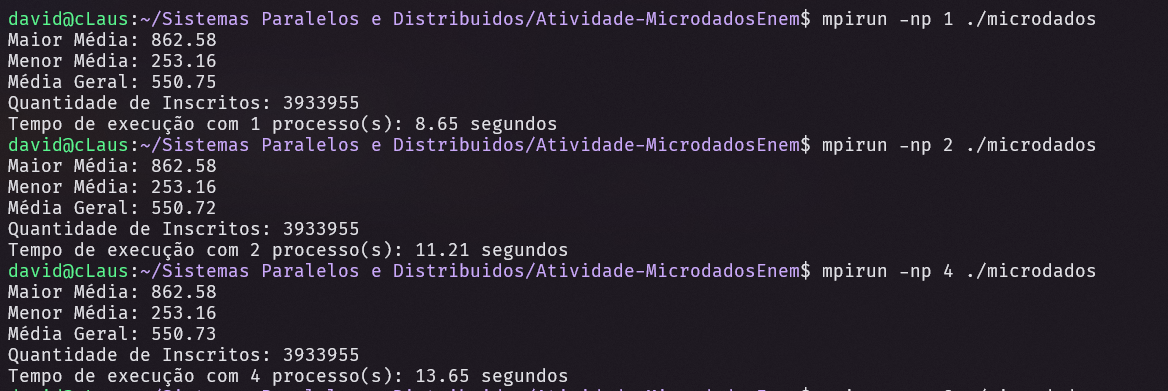 david@cLaus:~/Sistemas Paralelos e Distribuidos/Atividade-MicrodadosEnem$ mpirun -np 1 ./microdados
Maior Média: 862.58
Menor Média: 253.16
Média Geral: 550.75
Quantidade de Inscritos: 3933955
Tempo de execução com 1 processo(s): 8.65 segundos
david@cLaus:~/Sistemas Paralelos e Distribuidos/Atividade-MicrodadosEnem$ mpirun -np 2 ./microdados
Maior Média: 862.58
Menor Média: 253.16
Média Geral: 550.72
Quantidade de Inscritos: 3933955
Tempo de execução com 2 processo(s): 11.21 segundos
david@cLaus:~/Sistemas Paralelos e Distribuidos/Atividade-MicrodadosEnem$ mpirun -np 4 ./microdados
Maior Média: 862.58
Menor Média: 253.16
Média Geral: 550.73
Quantidade de Inscritos: 3933955
Tempo de execução com 4 processo(s): 13.65 segundos